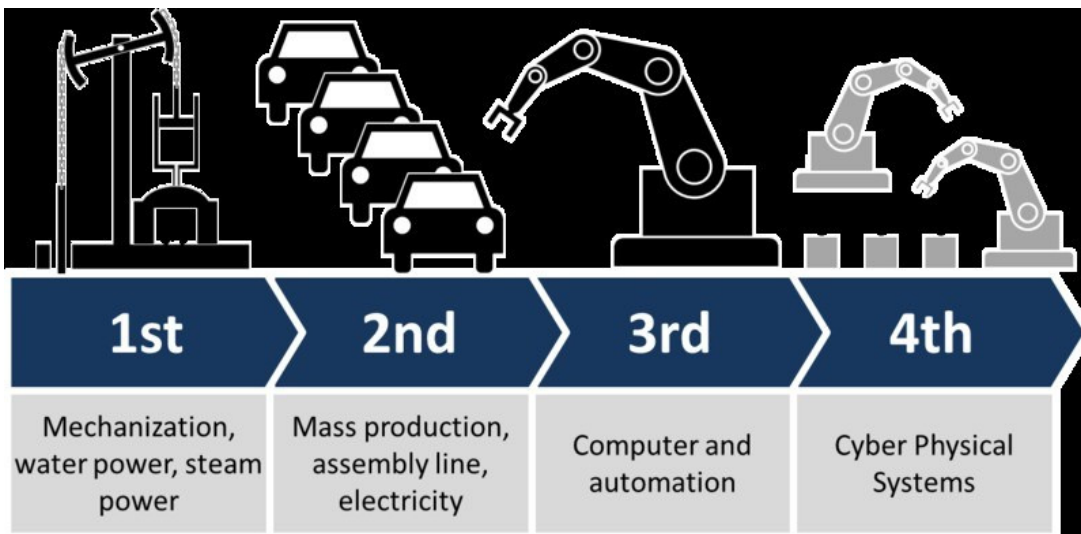 1st
2nd
3rd
4th
Mechanization,
water power, steam
power
Mass production,
assembly line,
electricity
Computer and
automation
Cyber Physical
Systems